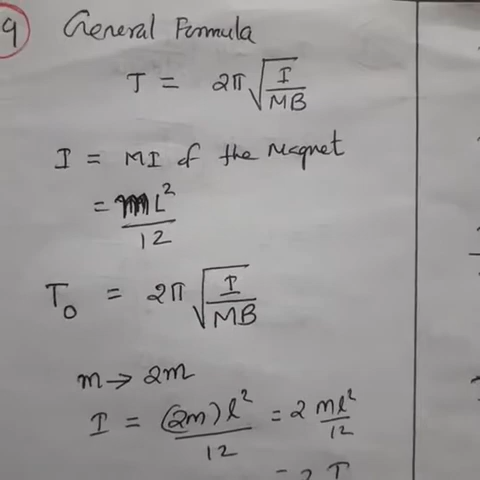 9 General Formula
T = 2π√(I/MB)
I = MI of the Magnet
= mL²/12
T₀ = 2π√(I/MB)
m → 2m
I = (2m)l²/12 = 2 ml²/12
= 2 I